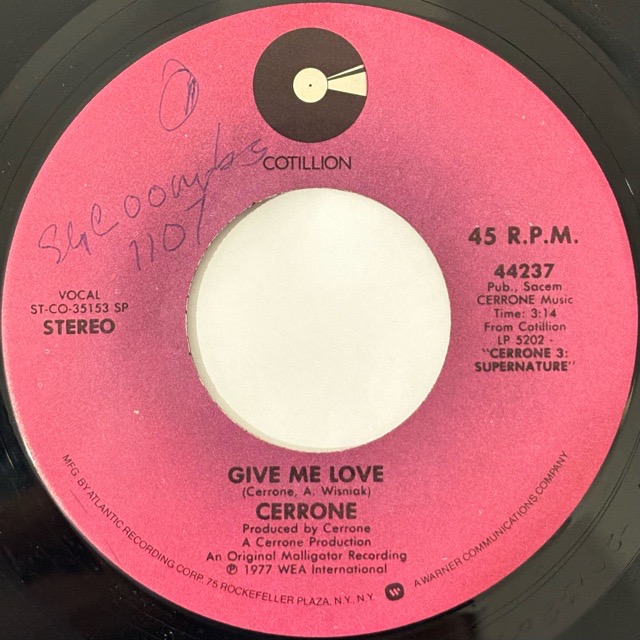 COTILLION
1107
45 R.P.M.
44237
Pub., Sacem
CERRONE Music
Time: 3:14
From Cotillion
LP 5202 -
"CERRONE 3:
SUPERNATURE"
VOCAL
ST-CO-35153 SP
STEREO
GIVE ME LOVE
(Cerrone, A. Wisniak)
CERRONE
Produced by Cerrone
A Cerrone Production
An Original Malligator Recording
℗ 1977 WEA International
MFG. BY ATLANTIC RECORDING CORP. 75 ROCKEFELLER PLAZA, N.Y., N.Y. A WARNER COMMUNICATIONS COMPANY